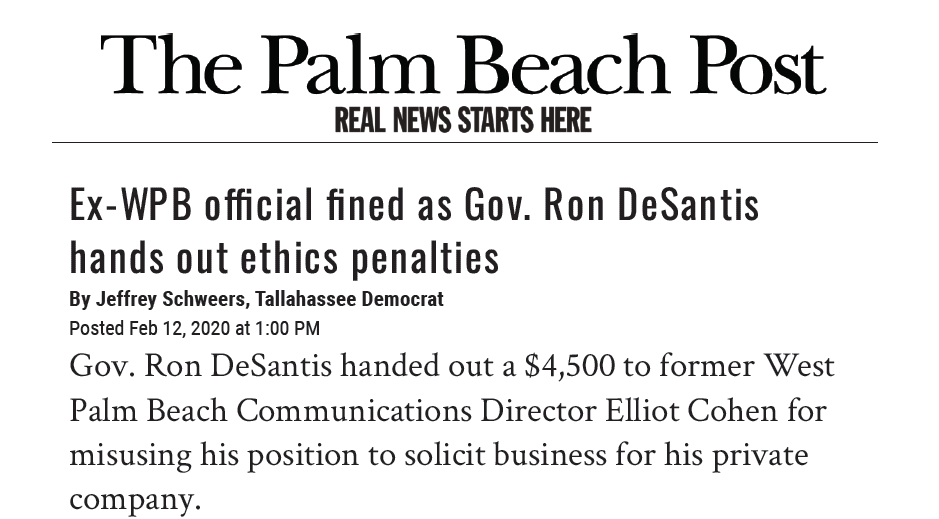 The Palm Beach Post
REAL NEWS STARTS HERE
Ex-WPB official fined as Gov. Ron DeSantis
hands out ethics penalties
By Jeffrey Schweers, Tallahassee Democrat
Posted Feb 12, 2020 at 1:00 PM
Gov. Ron DeSantis handed out a $4,500 to former West
Palm Beach Communications Director Elliot Cohen for
misusing his position to solicit business for his private
company.